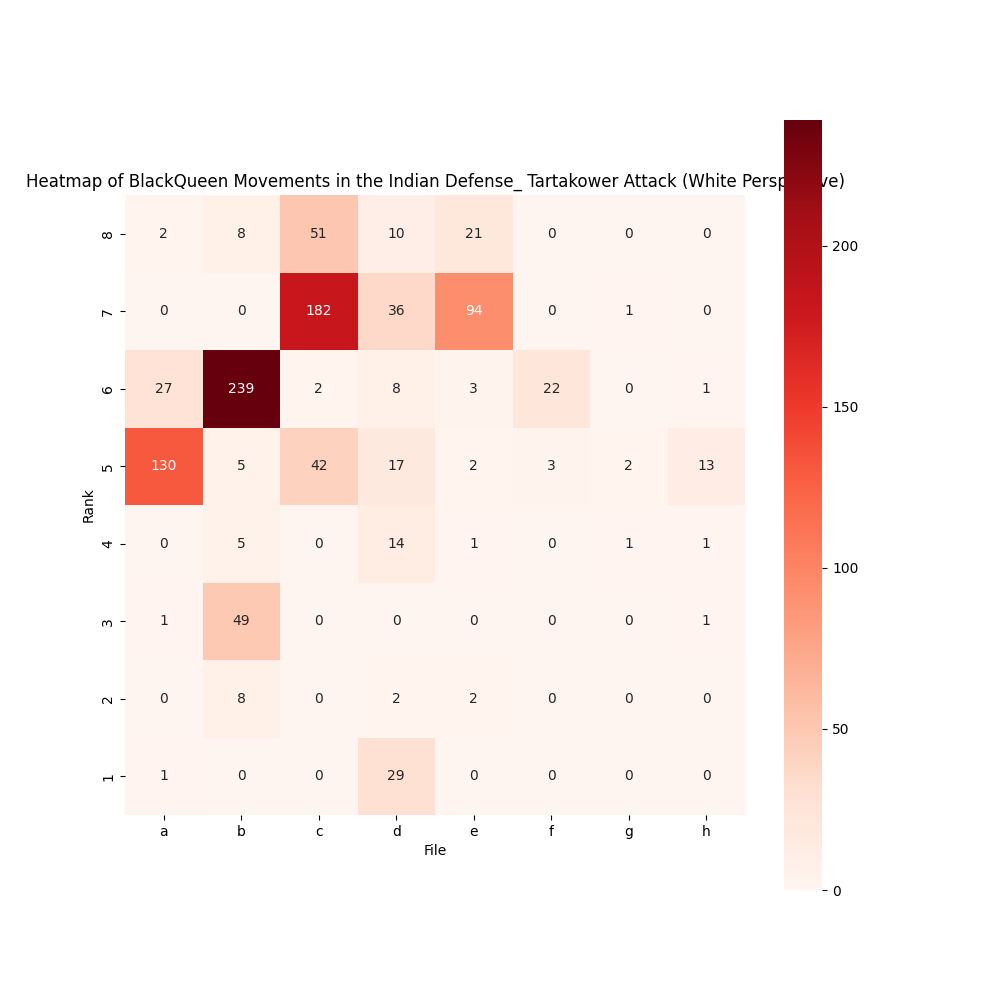 Heatmap of BlackQueen Movements in the Indian Defense_ Tartakower Attack (White Perspective)
8 2 8 51 10 21 0 0 0
7 0 0 182 36 94 0 1 0
6 27 239 2 8 3 22 0 1
5 130 5 42 17 2 3 2 13
Rank
4 0 5 0 14 1 0 1 1
3 1 49 0 0 0 0 0 1
2 0 8 0 2 2 0 0 0
1 1 0 0 29 0 0 0 0
a b c d e f g h
File
200
150
100
50
0